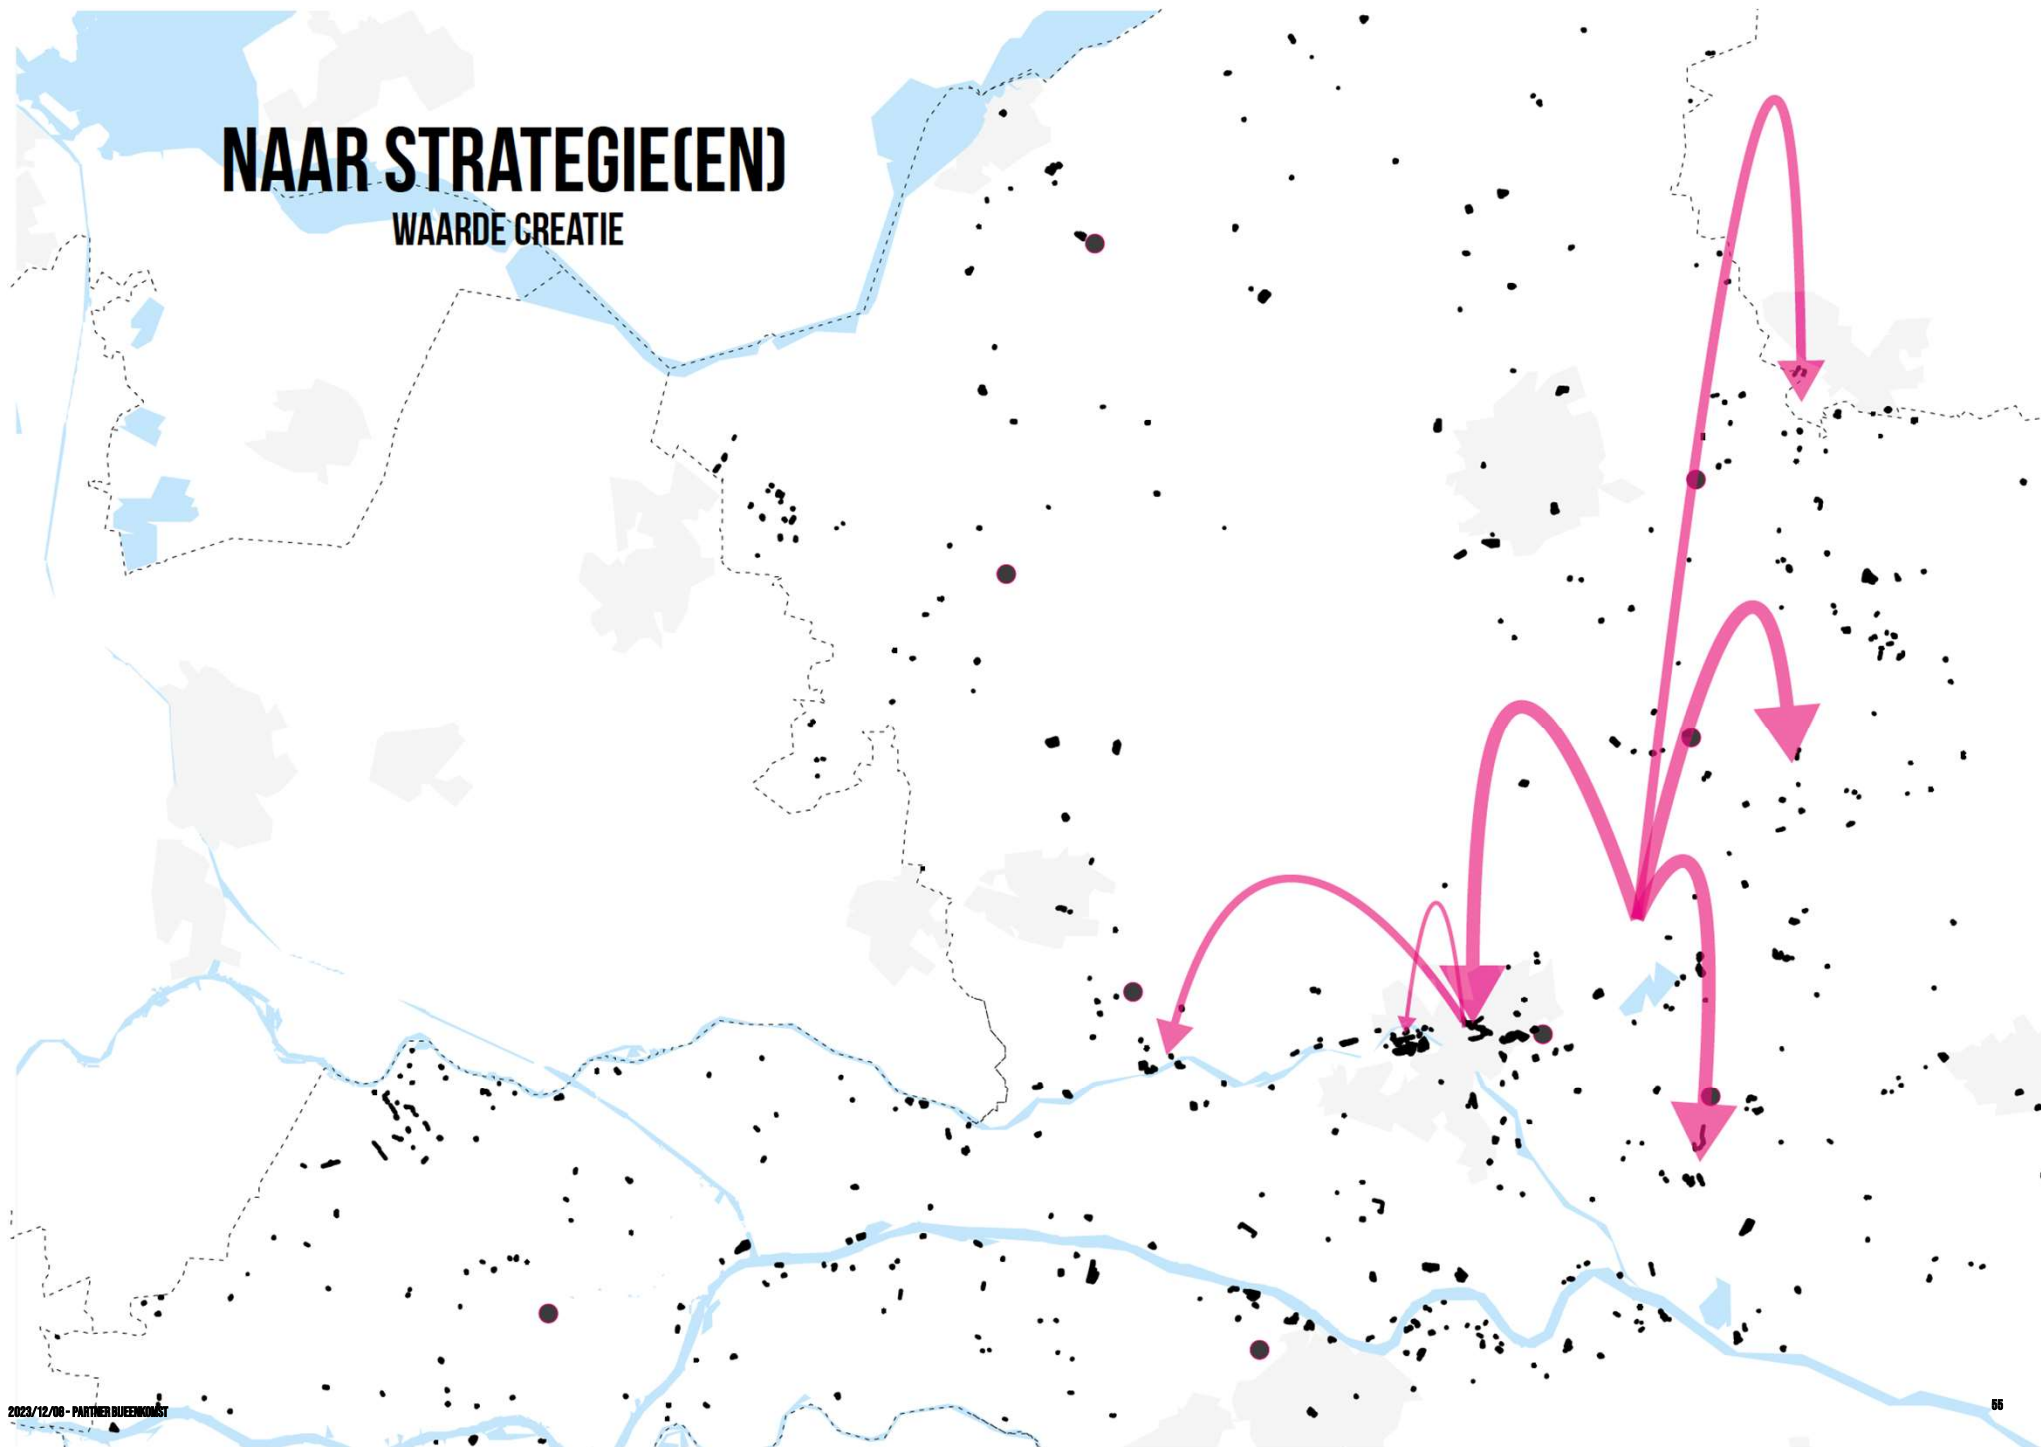 NAAR STRATEGIE(EN)
WAARDE CREATIE
2023/12/08 - PARTNER BIJEENKOMST
55